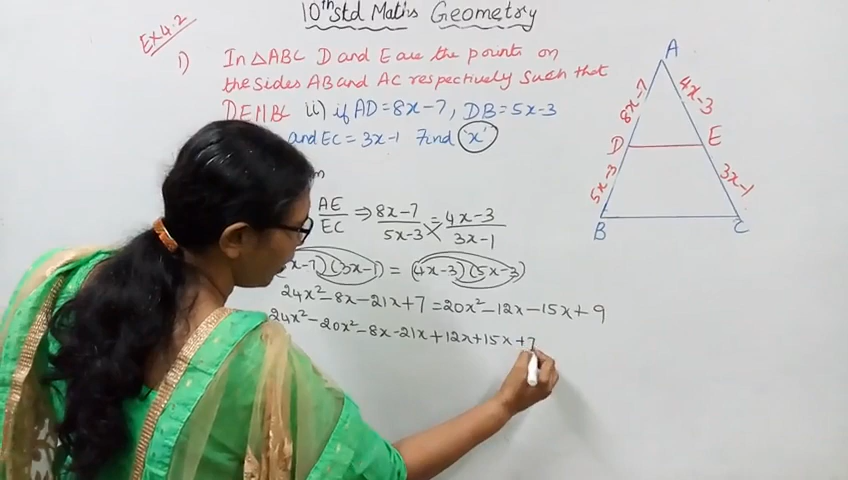 10th std Maths Geometry
Ex 4.2
1) In △ABC D and E are the points on
the sides AB and AC respectively such that
DE∥BC ii) if AD=8x-7, DB=5x-3
and EC=3x-1 Find 'x'
AE/EC ⇒ 8x-7/5x-3 = 4x-3/3x-1
x-7)(3x-1) = (4x-3)(5x-3)
24x²-8x-21x+7=20x²-12x-15x+9
24x²-20x²-8x-21x+12x+15x+7
A
8x-7
4x-3
D
E
5x-3
3x-1
B
C